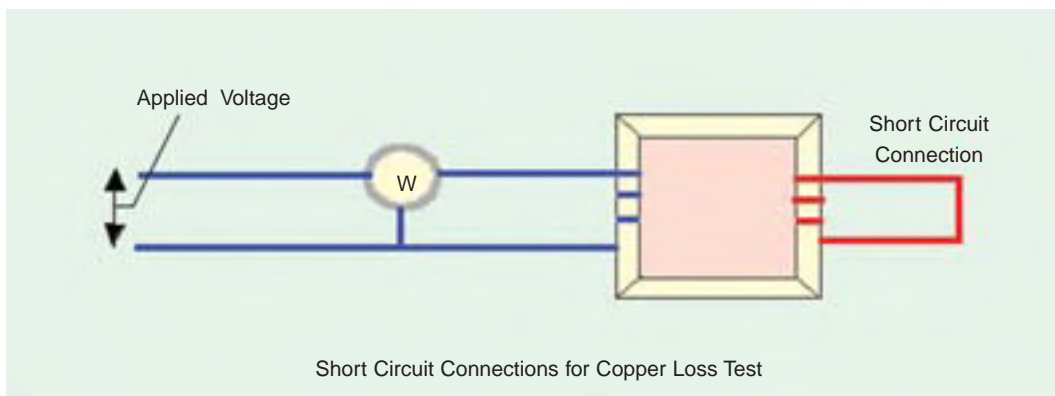 Applied Voltage
Short Circuit
Connection
W
Short Circuit Connections for Copper Loss Test